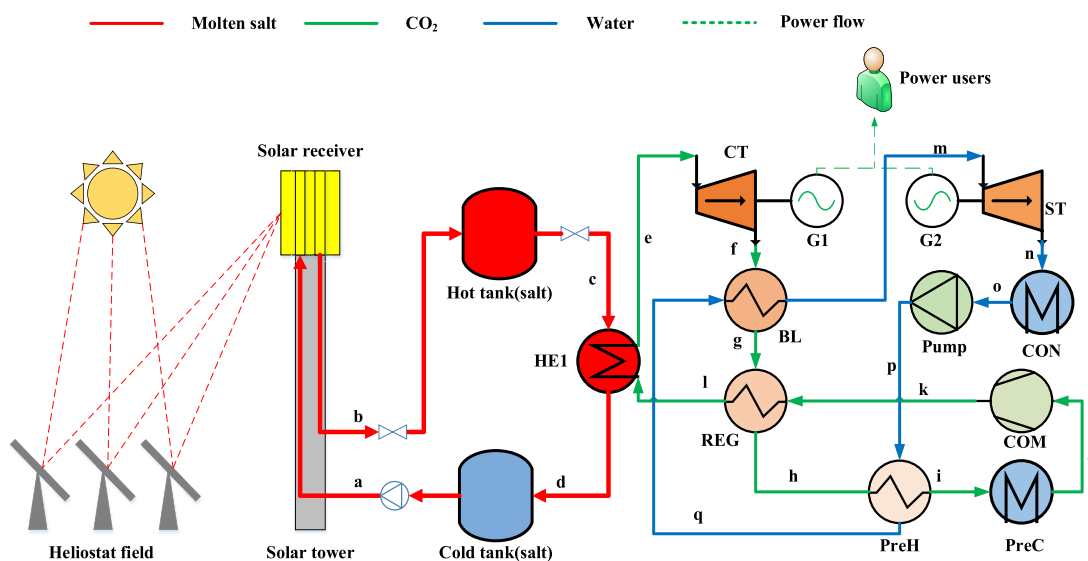 Molten salt
CO₂
Water
Power flow
Power users
Solar receiver
CT
m
e
G1
G2
ST
f
n
Hot tank(salt)
c
o
BL
Pump
CON
HE1
g
p
l
k
b
REG
COM
a
d
h
i
q
Heliostat field
Solar tower
Cold tank(salt)
PreH
PreC